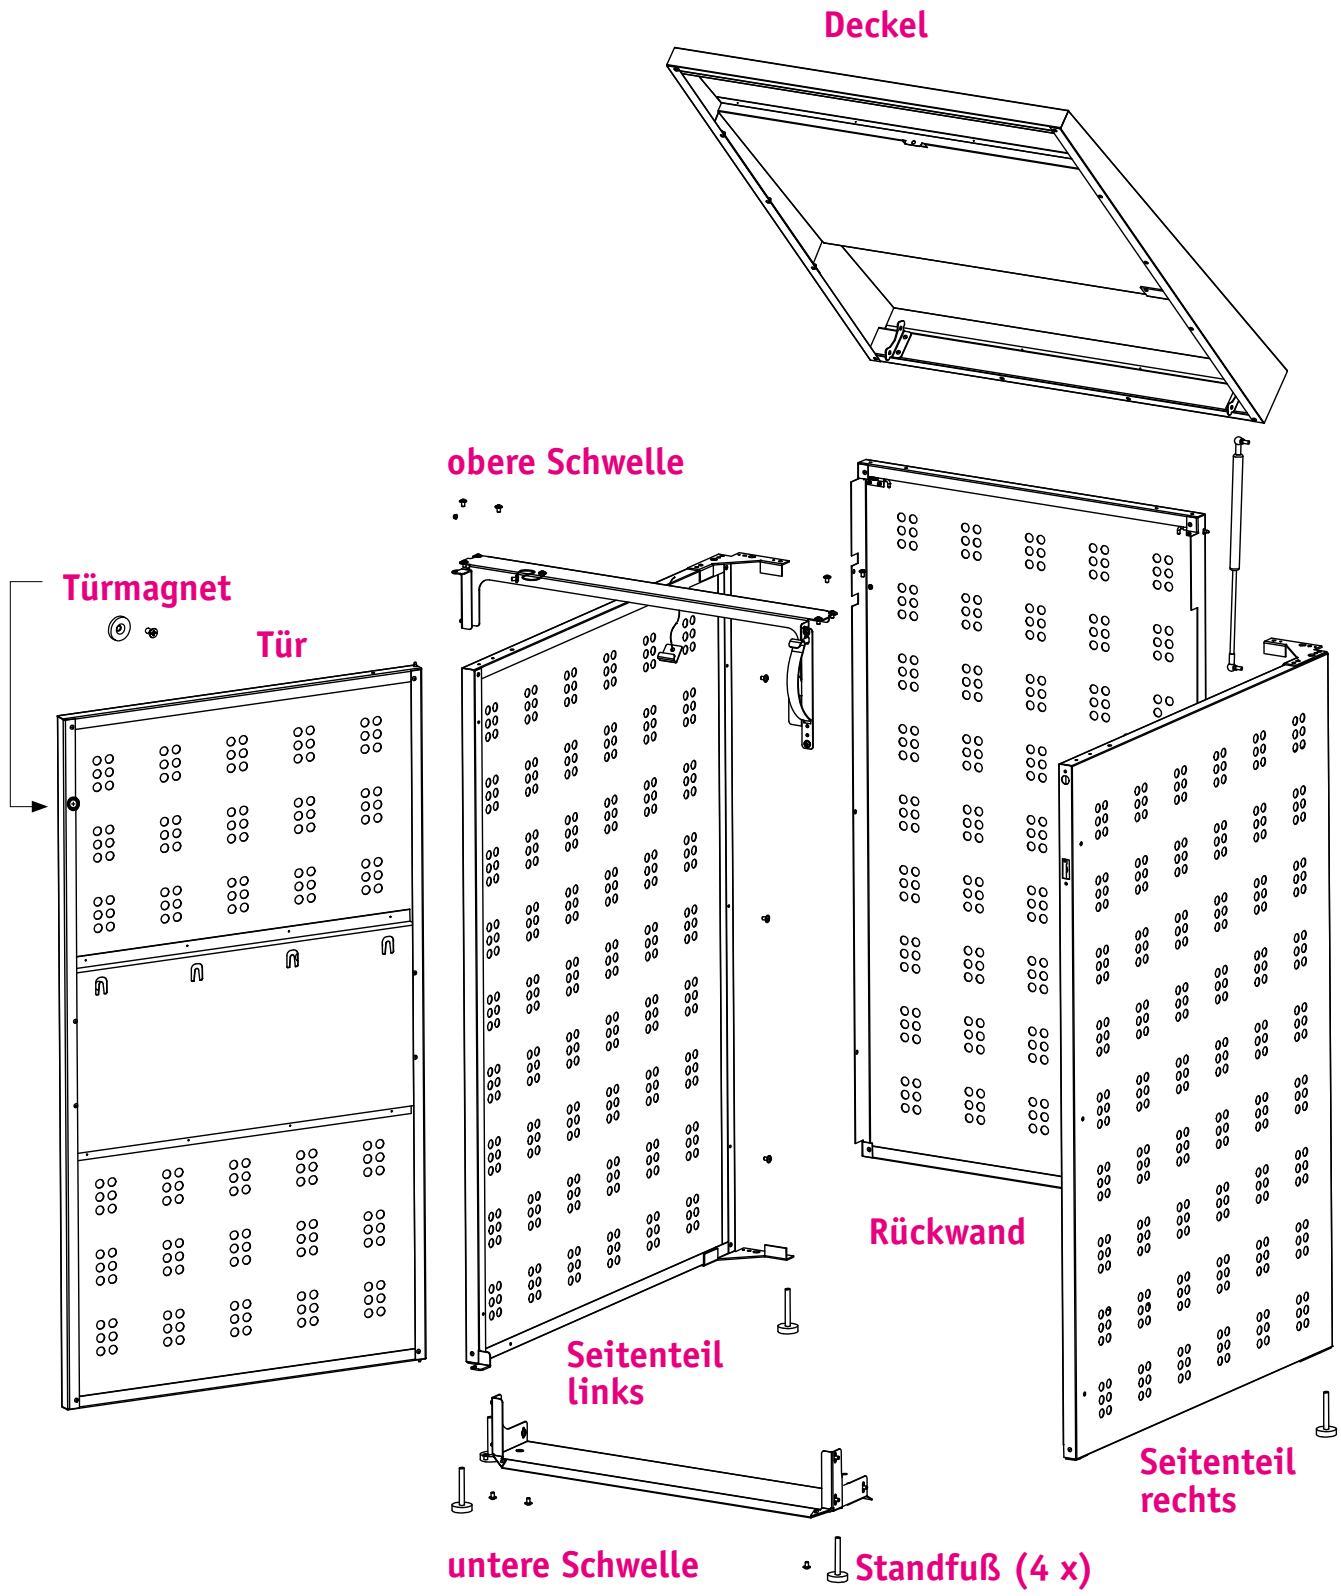 Deckel
obere Schwelle
Türmagnet
Tür
Rückwand
Seitenteil
links
Seitenteil
rechts
untere Schwelle
Standfuß (4 x)